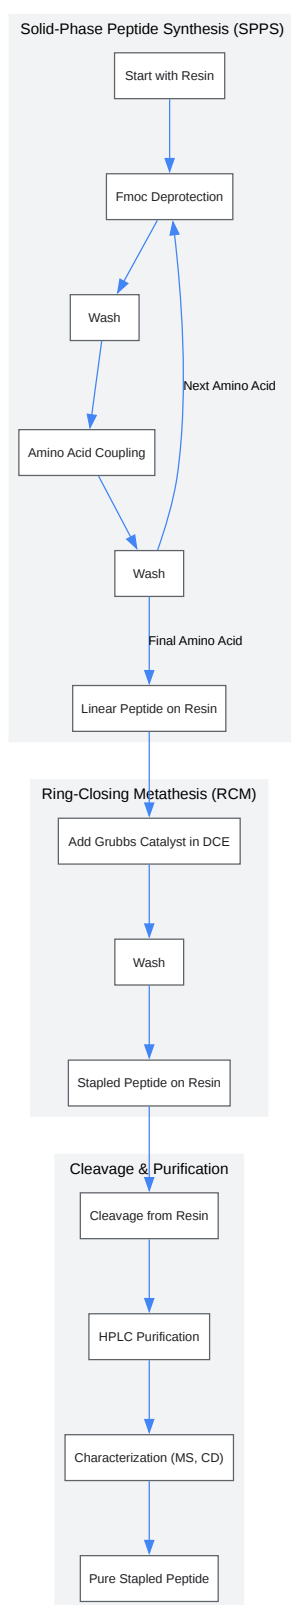 Solid-Phase Peptide Synthesis (SPPS)
Start with Resin
Fmoc Deprotection
Wash
Next Amino Acid
Amino Acid Coupling
Wash
Final Amino Acid
Linear Peptide on Resin
Ring-Closing Metathesis (RCM)
Add Grubbs Catalyst in DCE
Wash
Stapled Peptide on Resin
Cleavage & Purification
Cleavage from Resin
HPLC Purification
Characterization (MS, CD)
Pure Stapled Peptide